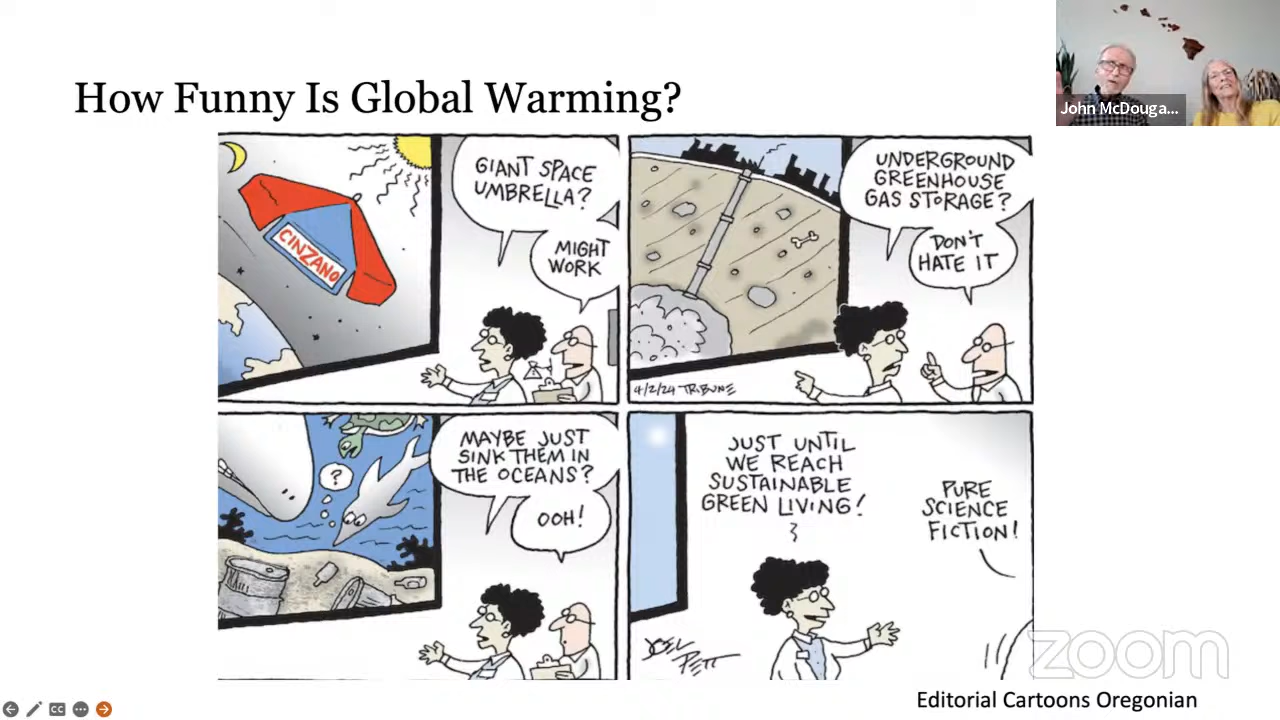 How Funny Is Global Warming?
John McDouga...
GIANT SPACE
UMBRELLA?
MIGHT
WORK
CINZANO
UNDERGROUND
GREENHOUSE
GAS STORAGE?
DON'T
HATE IT
4/2/24 TRIBUNE
MAYBE JUST
SINK THEM IN
THE OCEANS?
?
OOH!
JUST UNTIL
WE REACH
SUSTAINABLE
GREEN LIVING!
PURE
SCIENCE
FICTION!
JOEL
PETT
zoom
Editorial Cartoons Oregonian
CC